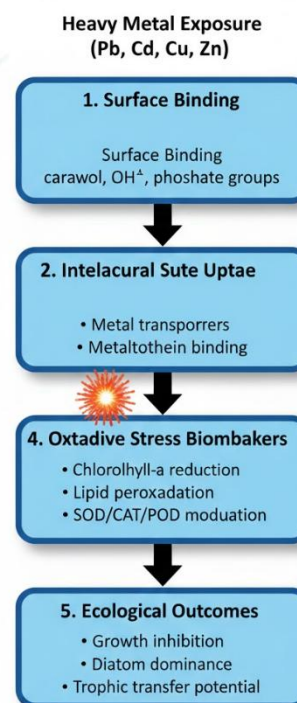 Heavy Metal Exposure
(Pb, Cd, Cu, Zn)
1. Surface Binding
Surface Binding
carawol, OH⁺, phoshate groups
2. Intelacural Sute Uptae
• Metal transporrers
• Metaltothein binding
4. Oxtadive Stress Biombakers
• Chlorolhyll-a reduction
• Lipid peroxadation
• SOD/CAT/POD moduation
5. Ecological Outcomes
• Growth inhibition
• Diatom dominance
• Trophic transfer potential